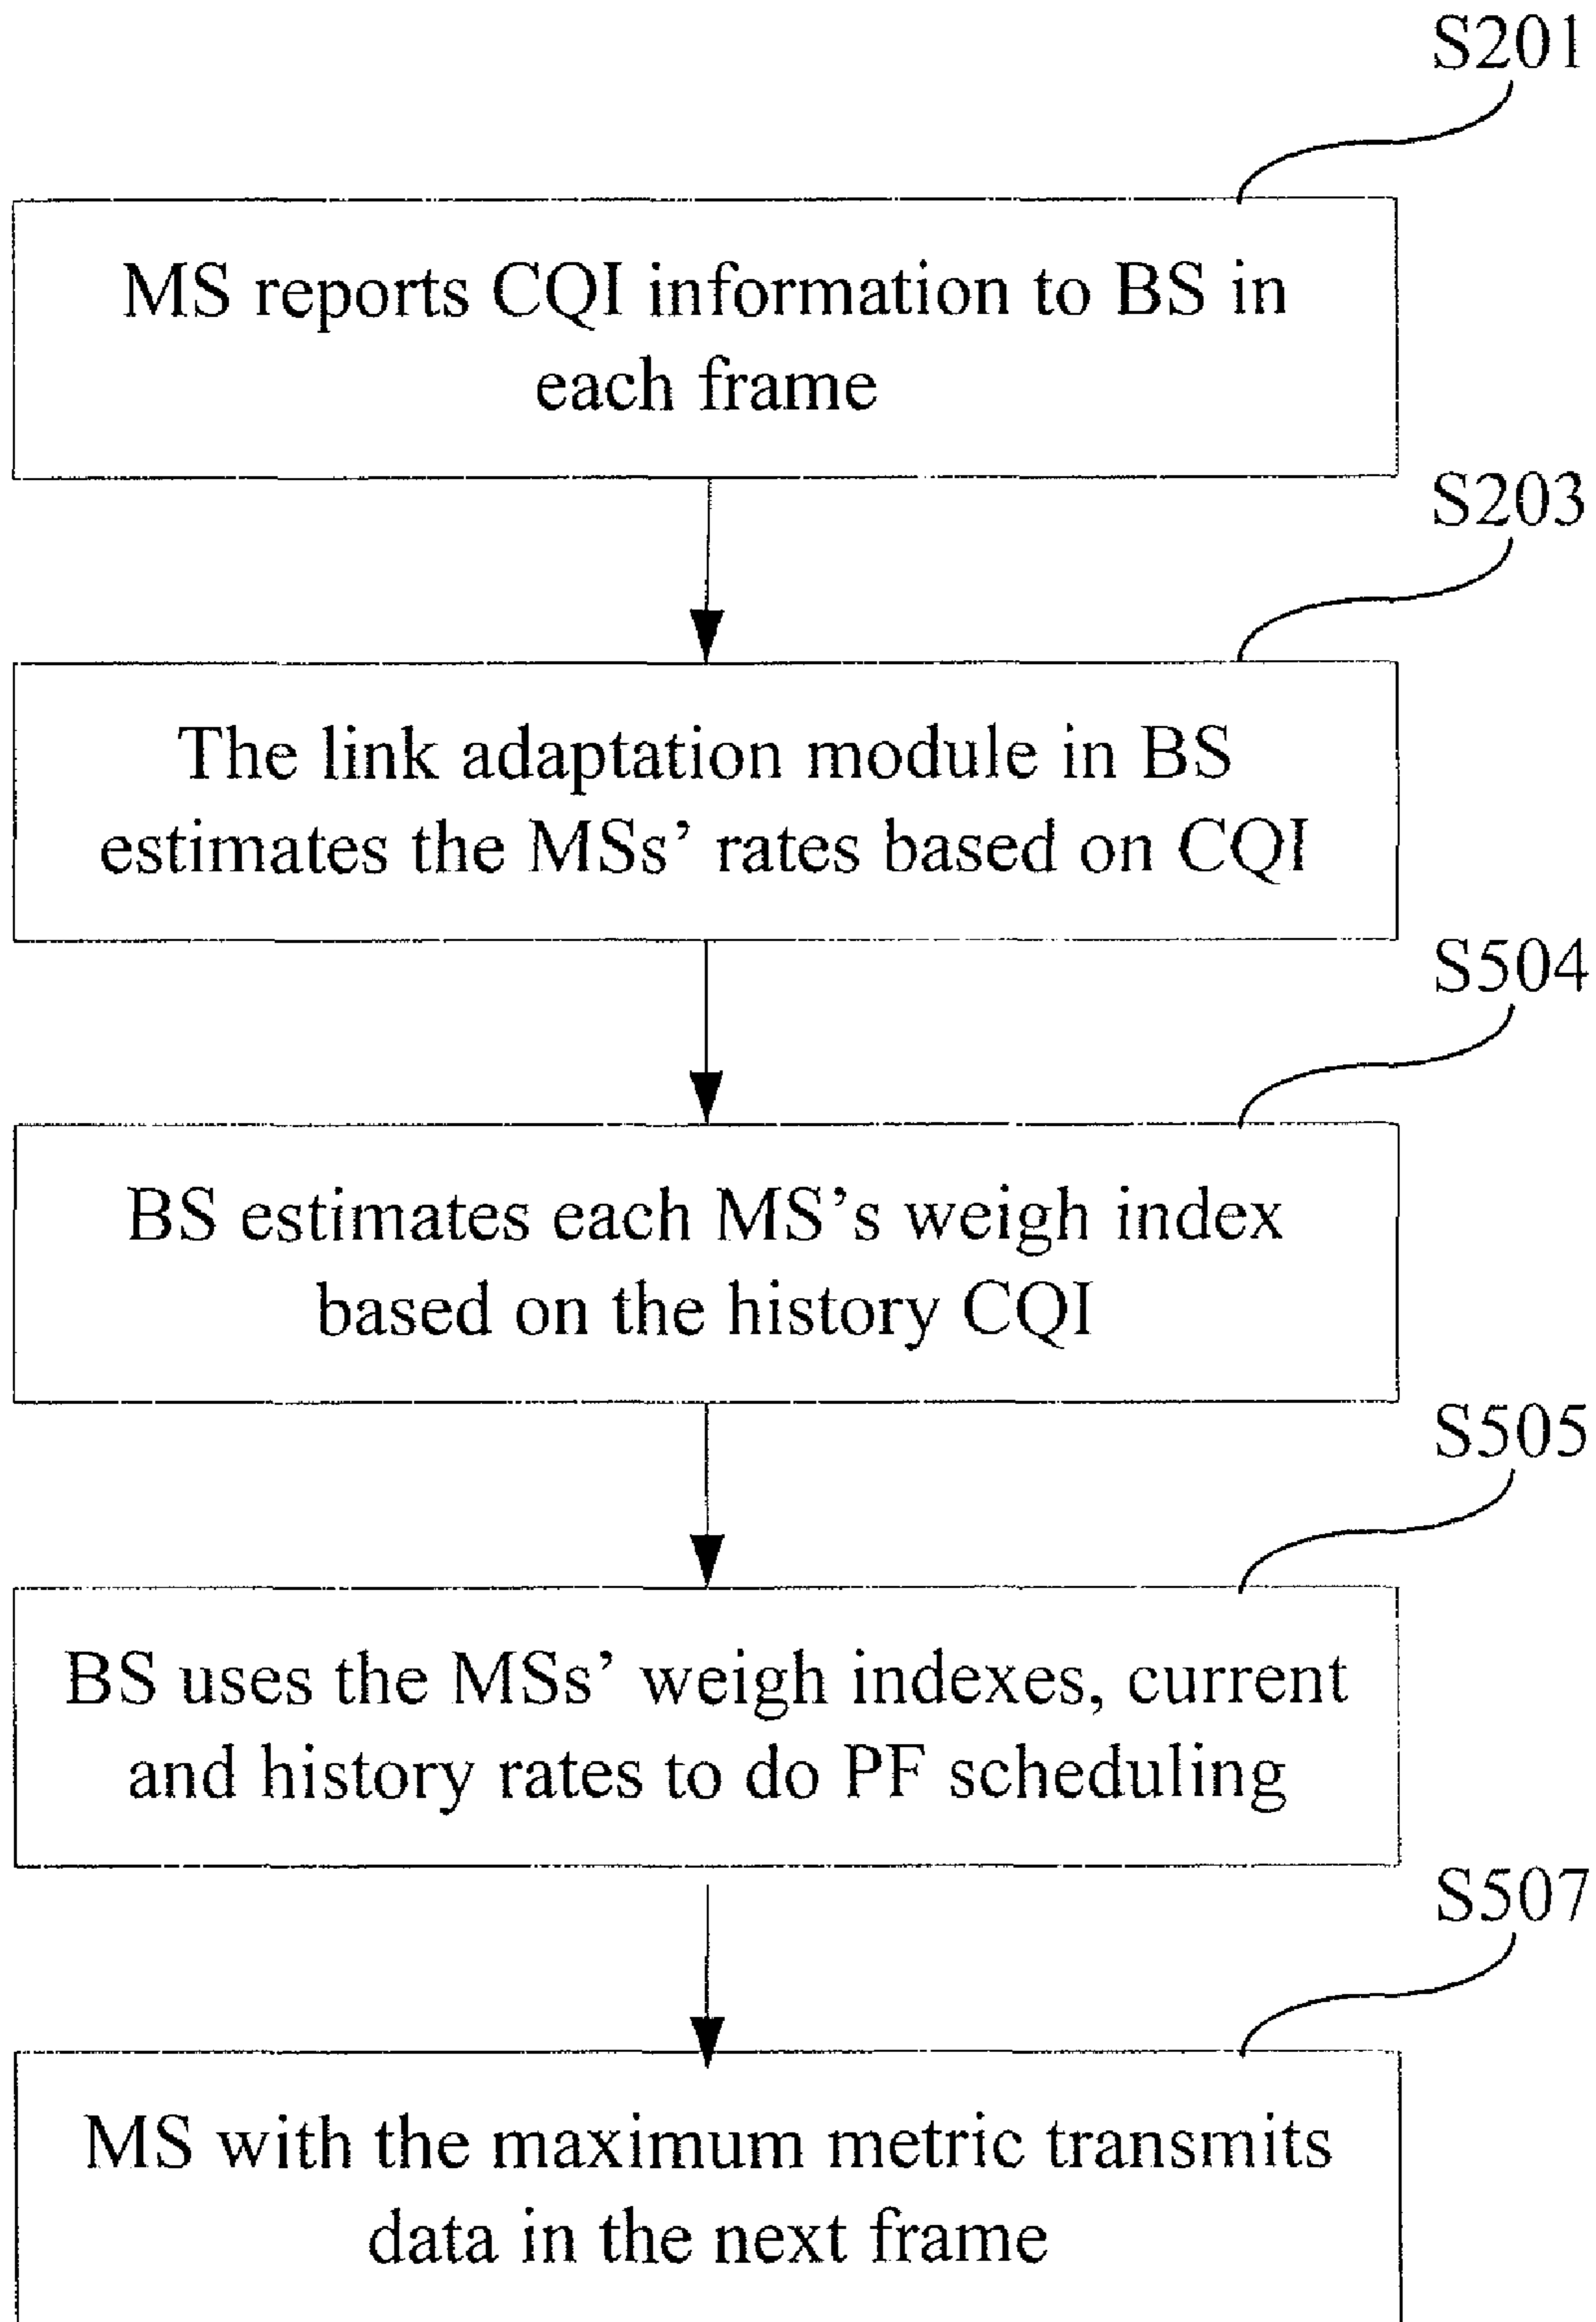 S201
MS reports CQI information to BS in
each frame
S203
The link adaptation module in BS
estimates the MSs’ rates based on CQI
S504
BS estimates each MS’s weigh index
based on the history CQI
S505
BS uses the MSs’ weigh indexes, current
and history rates to do PF scheduling
S507
MS with the maximum metric transmits
data in the next frame